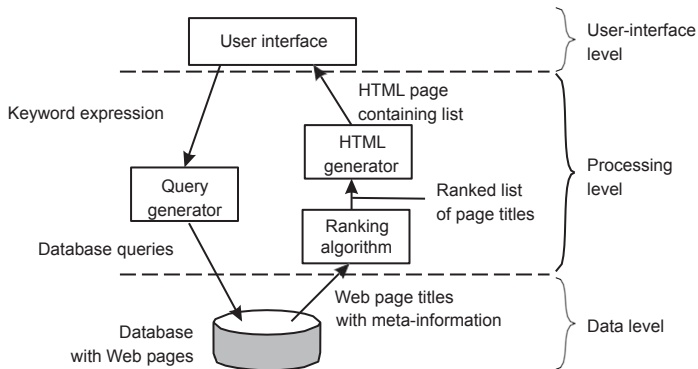 User interface
User-interface
level
Keyword expression
HTML page
containing list
HTML
generator
Processing
level
Query
generator
Ranked list
of page titles
Ranking
algorithm
Database queries
Web page titles
with meta-information
Database
with Web pages
Data level